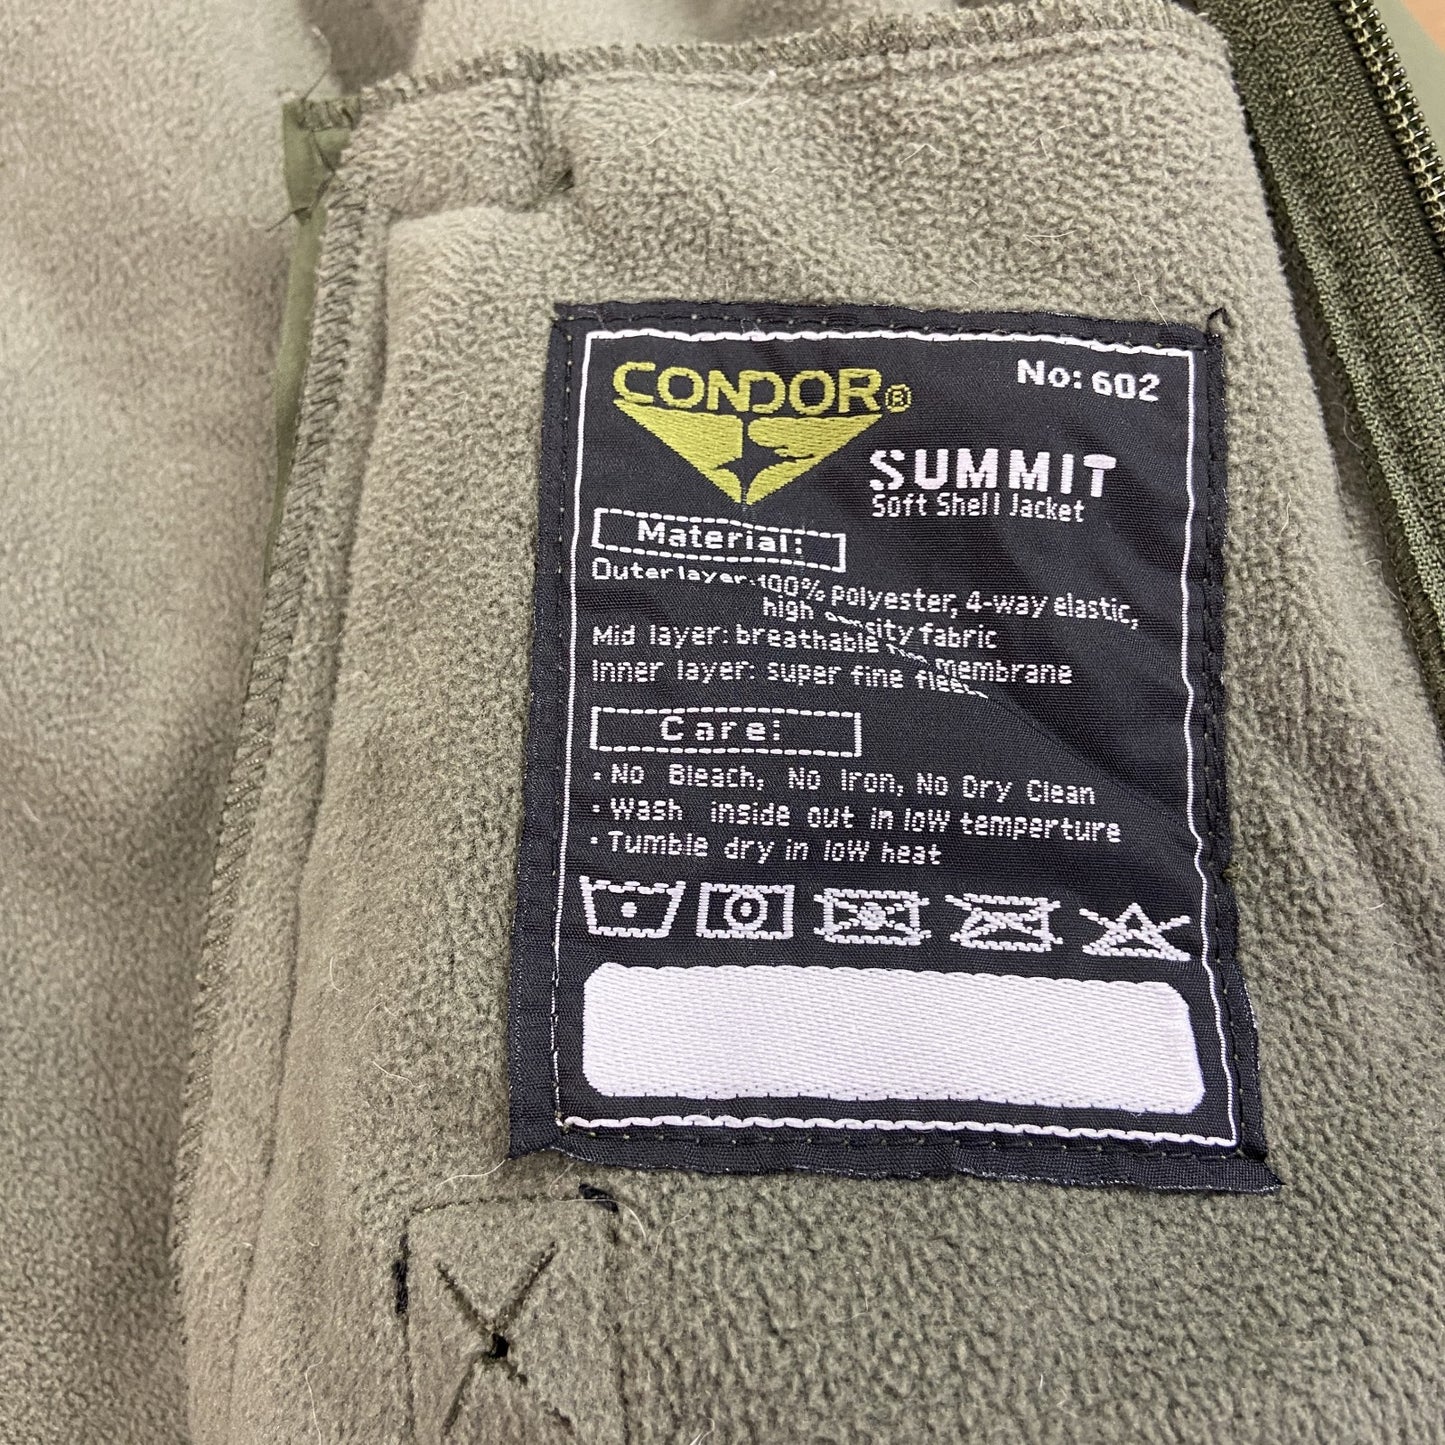 CONDOR®
No: 602
SUMMIT
Soft Shell Jacket
Material:
Outer layer: 100% polyester, 4-way elastic,
high density fabric
Mid layer: breathable membrane
Inner layer: super fine
Care:
• No Bleach, No Iron, No Dry Clean
• Wash inside out in low temperture
• Tumble dry in low heat